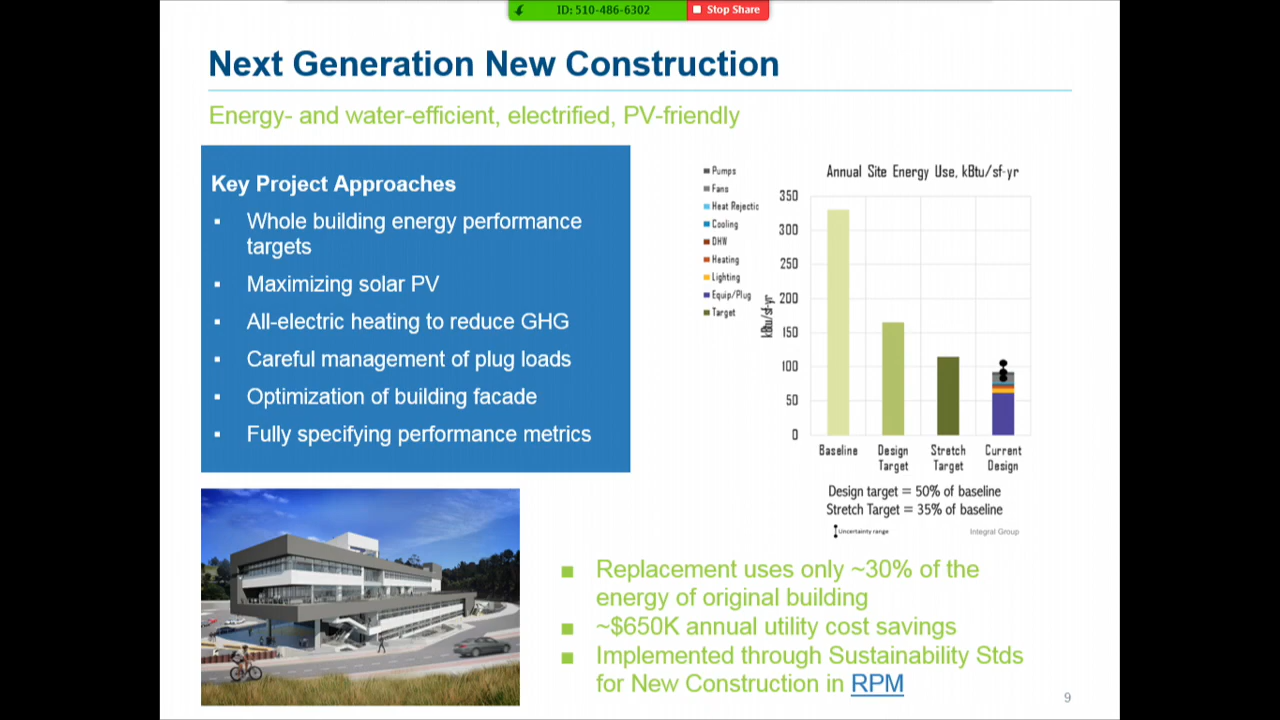 ID: 510-486-6302
Stop Share
Next Generation New Construction
Energy- and water-efficient, electrified, PV-friendly
Key Project Approaches
▪ Whole building energy performance
targets
▪ Maximizing solar PV
▪ All-electric heating to reduce GHG
▪ Careful management of plug loads
▪ Optimization of building facade
▪ Fully specifying performance metrics
Pumps
Fans
Heat Rejectic
Cooling
DHW
Heating
Lighting
Equip/Plug
Target
Annual Site Energy Use, kBtu/sf-yr
kBtu/sf-yr
350
300
250
200
150
100
50
0
Baseline
Design
Target
Stretch
Target
Current
Design
Design target = 50% of baseline
Stretch Target = 35% of baseline
Uncertainty range
Integral Group
■ Replacement uses only ~30% of the
energy of original building
■ ~$650K annual utility cost savings
■ Implemented through Sustainability Stds
for New Construction in RPM
9